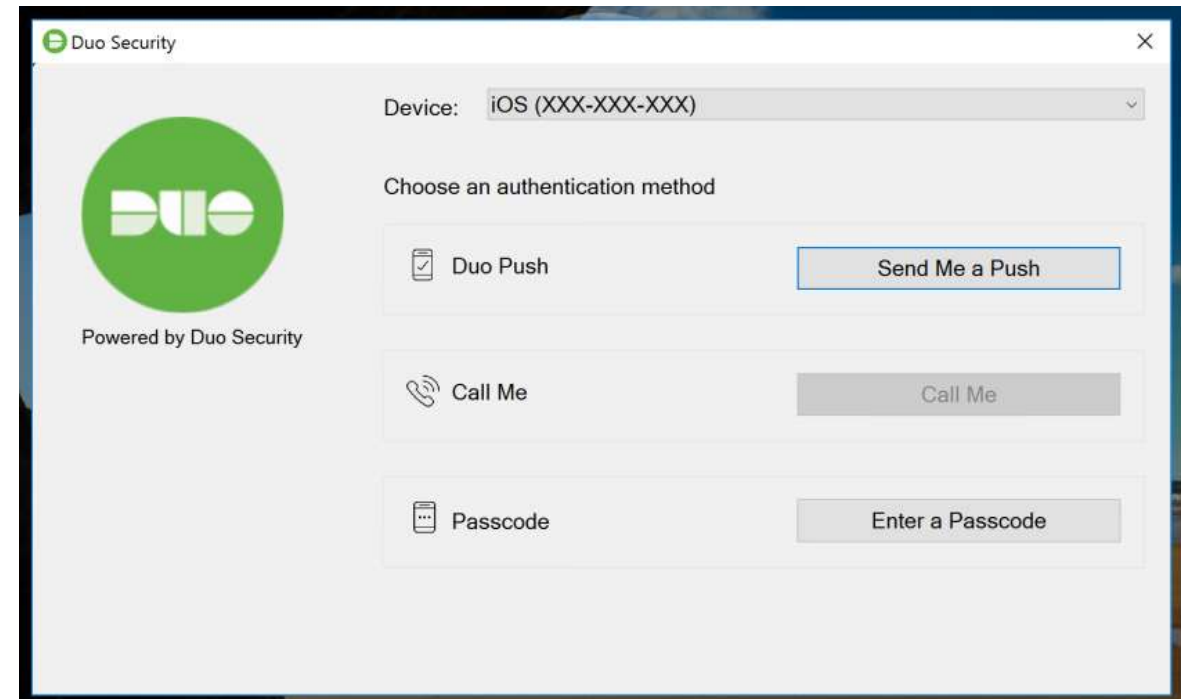 Duo Security
Device: iOS (XXX-XXX-XXX)
Choose an authentication method
DUO
Powered by Duo Security
Duo Push Send Me a Push
Call Me Call Me
Passcode Enter a Passcode